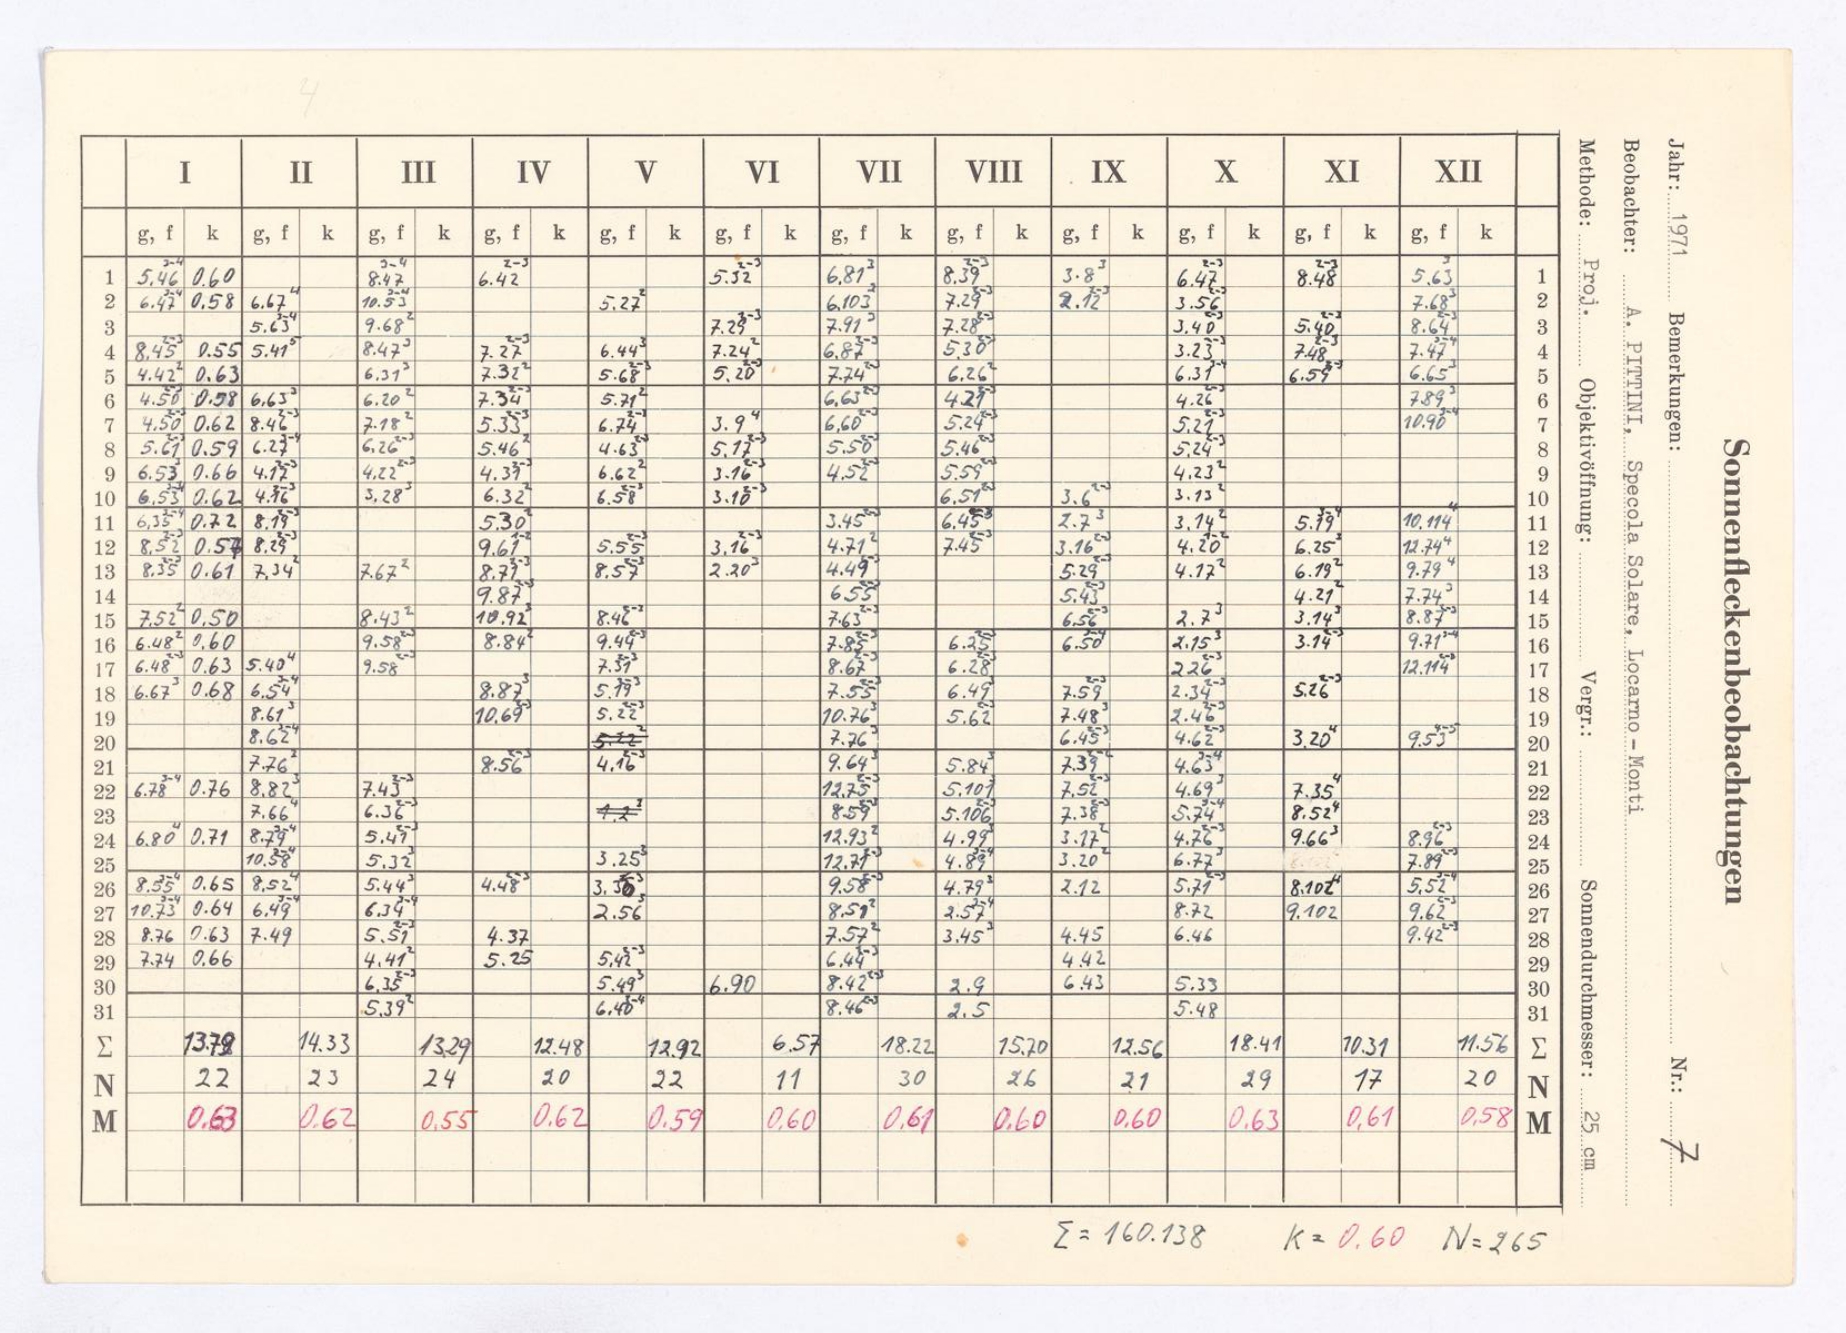 Sonnenfleckenbeobachtungen
Jahr: 1971 Bemerkungen: Nr.: 7
Beobachter: A. PITTINI, Specola Solare, Locarno - Monti
Methode: Proj. Objektivöffnung: Vergr.: Sonnendurchmesser: 25 cm
4
I II III IV V VI VII VIII IX X XI XII
g, f k g, f k g, f k g, f k g, f k g, f k g, f k g, f k g, f k g, f k g, f k g, f k
1 5.46 0.60 8.47 6.42 5.32 6.81 8.39 3.8 6.47 8.48 5.63 1
2 6.47 0.58 6.67 10.53 5.27 6.103 7.29 2.12 3.56 7.68 2
3 5.63 9.68 7.29 7.91 7.28 3.40 5.40 8.64 3
4 8.45 0.55 5.41 8.47 7.27 6.44 7.24 6.87 5.30 3.23 7.48 7.47 4
5 4.42 0.63 6.31 7.32 5.68 5.20 7.74 6.26 6.31 6.59 6.65 5
6 4.50 0.58 6.63 6.20 7.34 5.71 6.63 4.21 4.26 7.89 6
7 4.50 0.62 8.46 7.18 5.33 6.74 3.9 6.60 5.24 5.21 10.90 7
8 5.61 0.59 6.27 6.26 5.46 4.63 5.17 5.50 5.46 5.24 8
9 6.53 0.66 4.17 4.22 4.39 6.62 3.16 4.52 5.59 4.23 9
10 6.53 0.62 4.16 3.28 6.32 6.58 3.10 6.51 3.6 3.13 10
11 6.35 0.72 8.19 5.30 3.45 6.45 2.7 3.14 5.19 10.114 11
12 8.52 0.57 8.29 9.61 5.55 3.16 4.71 7.45 3.16 4.20 6.25 12.74 12
13 8.35 0.61 7.34 7.67 8.71 8.57 2.20 4.49 5.29 4.17 6.19 9.79 13
14 9.87 6.55 5.43 4.21 7.74 14
15 7.52 0.50 8.43 10.92 8.46 7.63 6.56 2.7 3.14 8.87 15
16 6.48 0.60 9.58 8.84 9.44 7.85 6.25 6.50 2.15 3.14 9.71 16
17 6.48 0.63 5.40 9.58 7.31 8.67 6.28 2.26 12.114 17
18 6.67 0.68 6.54 8.87 5.19 7.55 6.49 7.59 2.34 5.26 18
19 8.61 10.69 5.22 10.76 5.62 7.48 2.46 19
20 8.62 5.22 7.76 6.45 4.62 3.20 9.53 20
21 7.76 8.56 4.16 9.64 5.84 7.39 4.63 21
22 6.78 0.76 8.82 7.43 12.75 5.101 7.52 4.69 7.35 22
23 7.66 6.36 1.2 8.59 5.106 7.38 5.74 8.52 23
24 6.80 0.71 8.79 5.47 12.93 4.99 3.17 4.76 9.66 8.96 24
25 10.58 5.32 3.25 12.71 4.89 3.20 6.77 7.89 25
26 8.55 0.65 8.52 5.44 4.48 9.58 4.79 2.12 5.71 8.102 5.52 26
27 10.73 0.64 6.49 6.34 2.56 8.51 2.57 8.72 9.102 9.62 27
28 8.76 0.63 7.49 5.51 4.37 7.57 3.45 4.45 6.46 9.42 28
29 7.74 0.66 4.41 5.25 5.42 6.44 4.42 29
30 6.35 5.49 6.90 8.42 2.9 6.43 5.33 30
31 5.39 6.40 8.46 2.5 5.48 31
Σ 13.79 14.33 13.29 12.48 12.92 6.57 18.22 15.70 12.56 18.41 10.31 11.56 Σ
N 22 23 24 20 22 11 30 26 21 29 17 20 N
M 0.63 0.62 0.55 0.62 0.59 0.60 0.61 0.60 0.60 0.63 0.61 0.58 M
Σ = 160.138 K = 0.60 N = 265